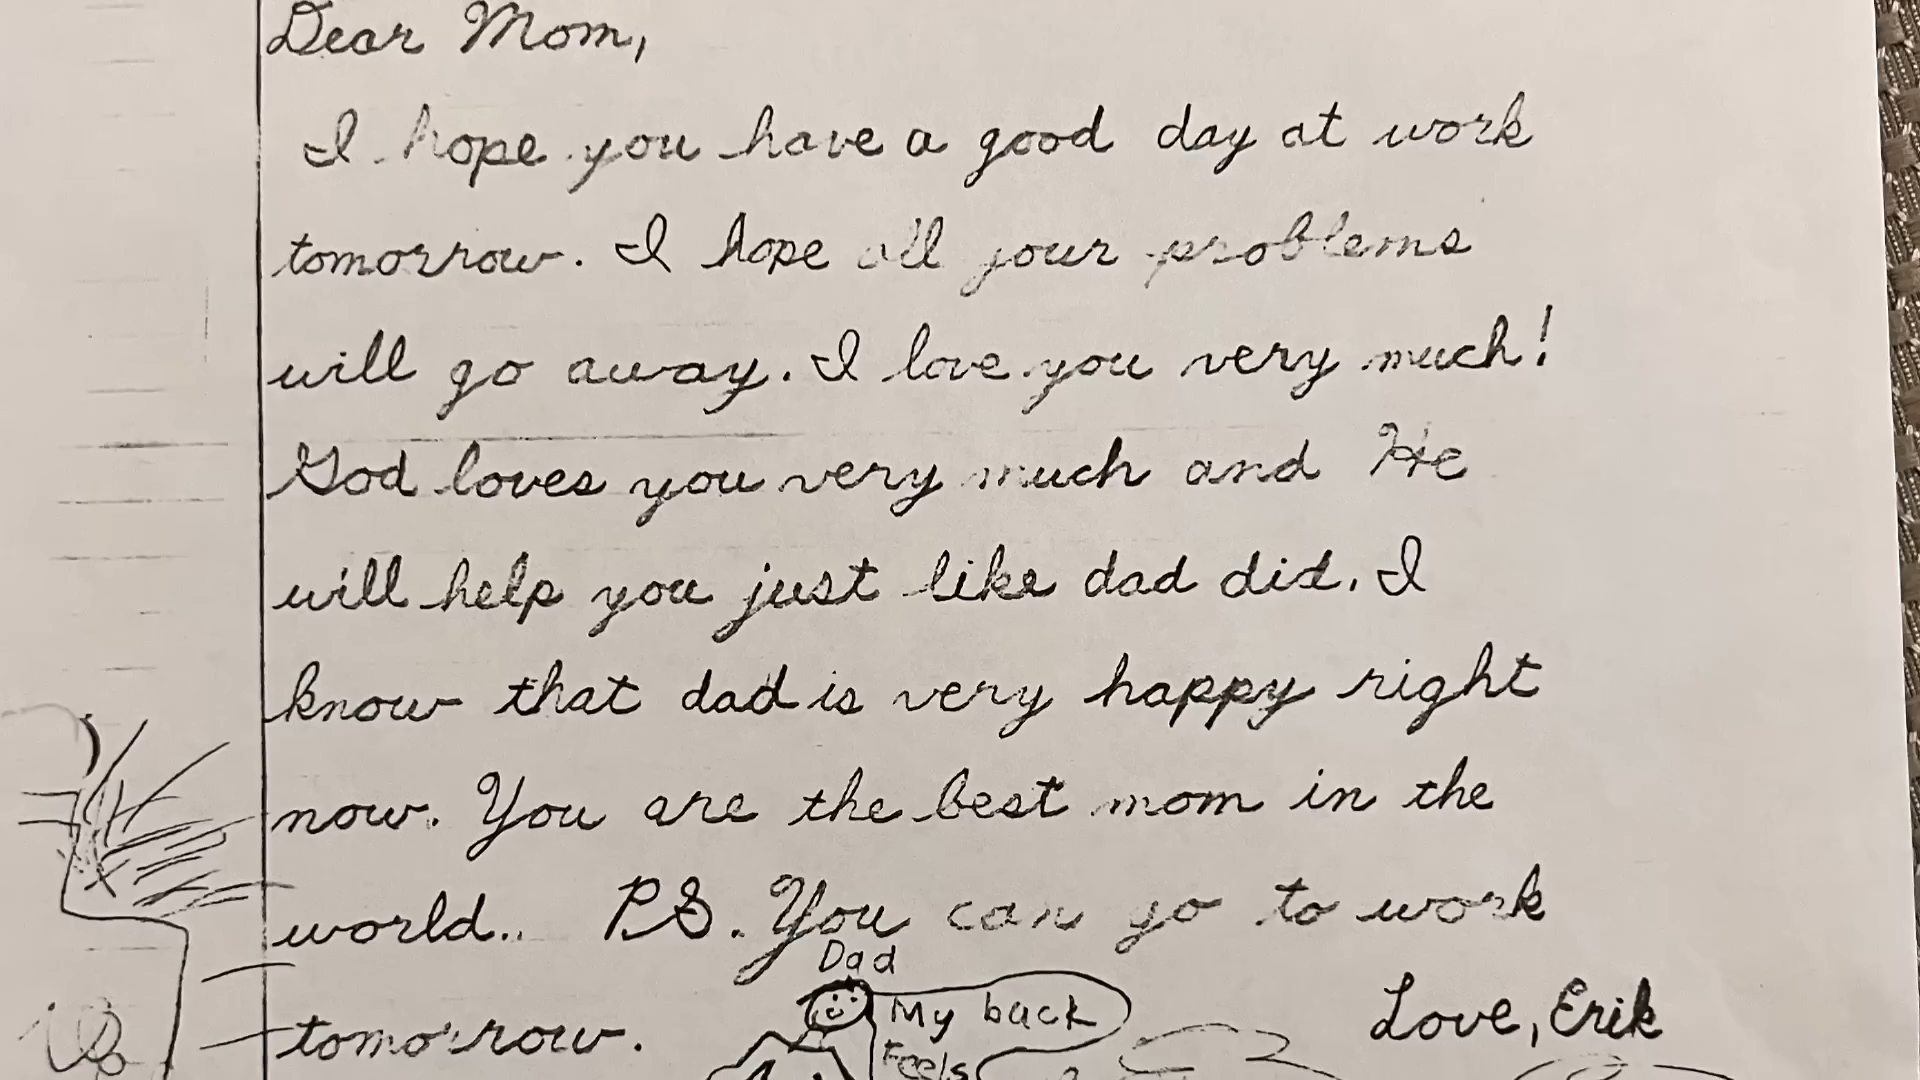 Dear Mom,
I hope you have a good day at work
tomorrow. I hope all your problems
will go away. I love you very much!
God loves you very much and He
will help you just like dad did. I
know that dad is very happy right
now. You are the best mom in the
world.. P.S. You can go to work
tomorrow.
Love, Erik
Dad
My back
Feels